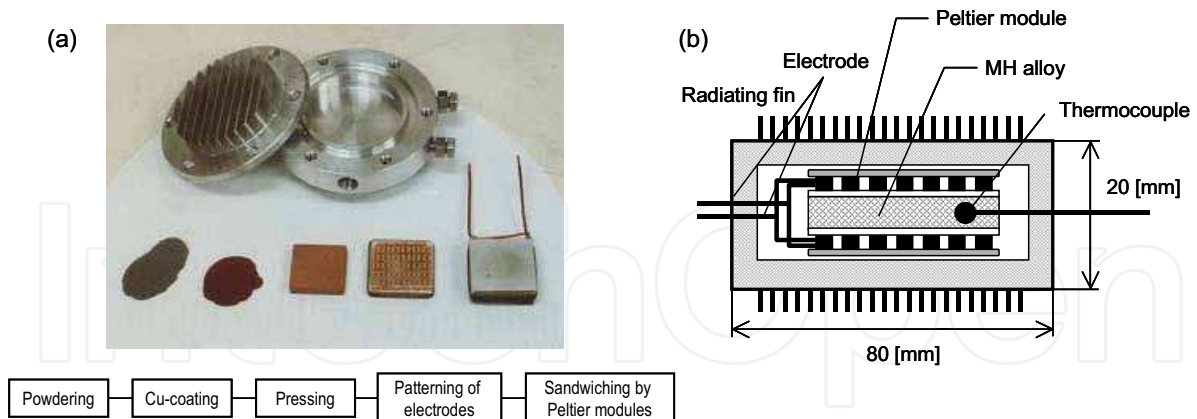 (a)
(b)
Peltier module
Electrode
MH alloy
Radiating fin
Thermocouple
20 [mm]
80 [mm]
IntechOpen
Powdering
Cu-coating
Pressing
Patterning of
electrodes
Sandwiching by
Peltier modules